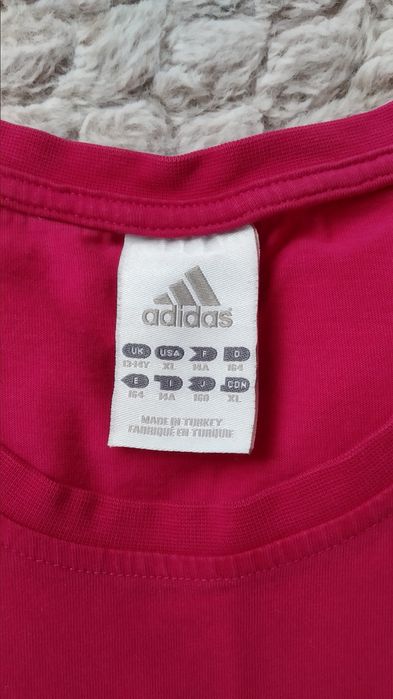 adidas
UK USA F D
13-14Y XL 14A 164
E I J CDN
164 14A 160 XL
MADE IN TURKEY
FABRIQUÉ EN TURQUIE